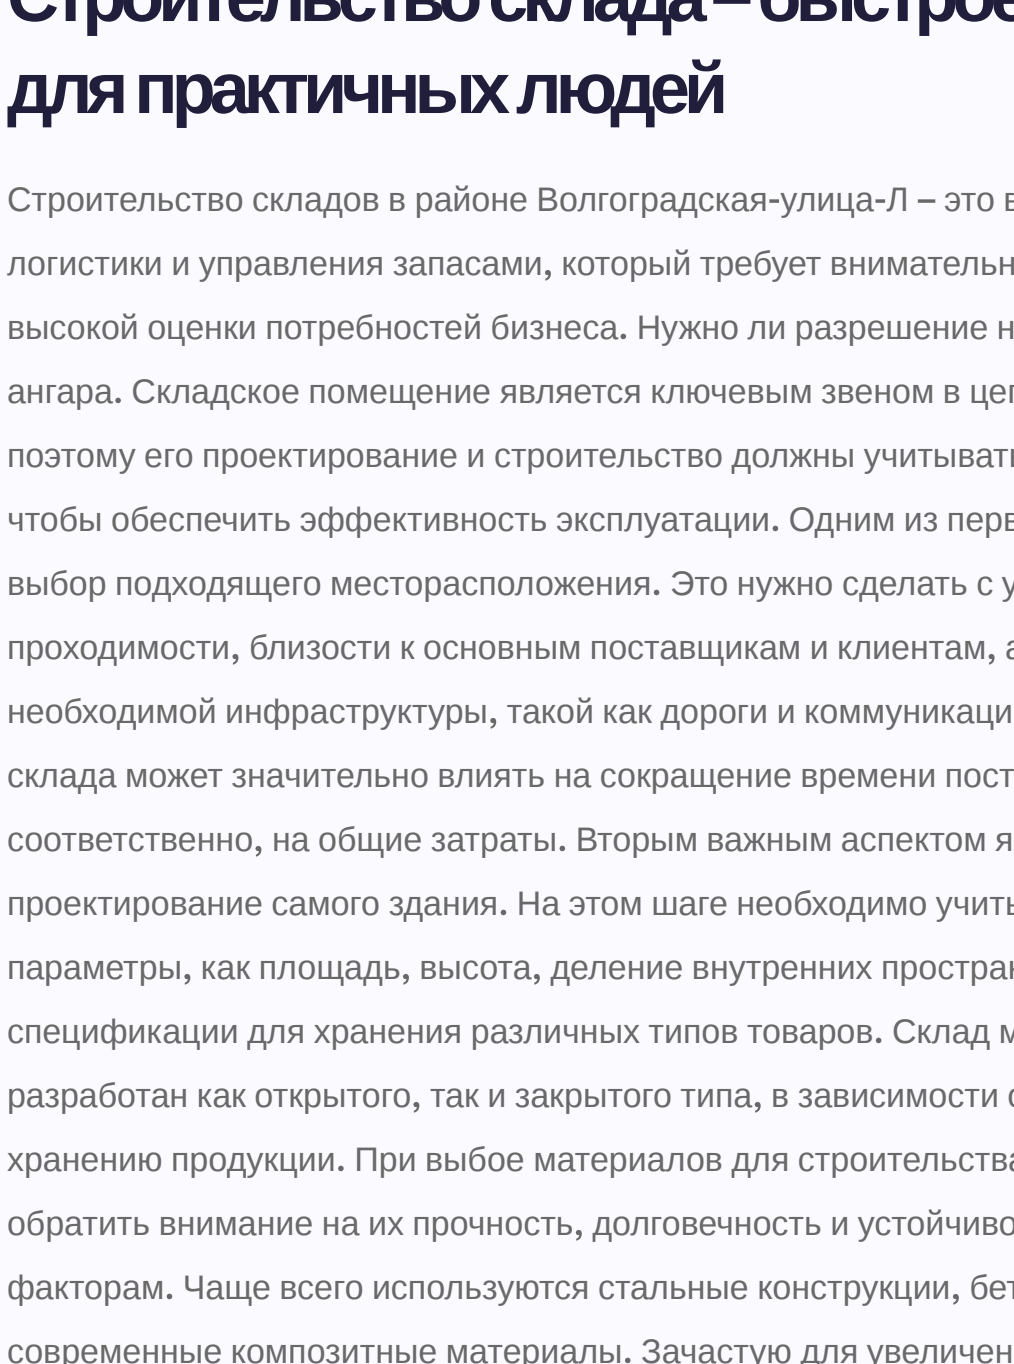 Строительство склада – быстрое
для практичных людей
Строительство складов в районе Волгоградская-улица-Л – это
логистики и управления запасами, который требует
высокой оценки потребностей бизнеса. Нужно ли разрешение
ангара. Складское помещение является ключевым звеном в
поэтому его проектирование и строительство должны
чтобы обеспечить эффективность эксплуатации. Одним из
выбор подходящего месторасположения. Это нужно сделать с
проходимости, близости к основным поставщикам и клиентам,
необходимой инфраструктуры, такой как дороги и
склада может значительно влиять на сокращение времени
соответственно, на общие затраты. Вторым важным аспектом
проектирование самого здания. На этом шаге необходимо
параметры, как площадь, высота, деление внутренних
спецификации для хранения различных типов товаров. Склад
разработан как открытого, так и закрытого типа, в зависимости
хранению продукции. При выбое материалов для строительства
обратить внимание на их прочность, долговечность и
факторам. Чаще всего используются стальные конструкции,
современные композитные материалы. Зачастую для